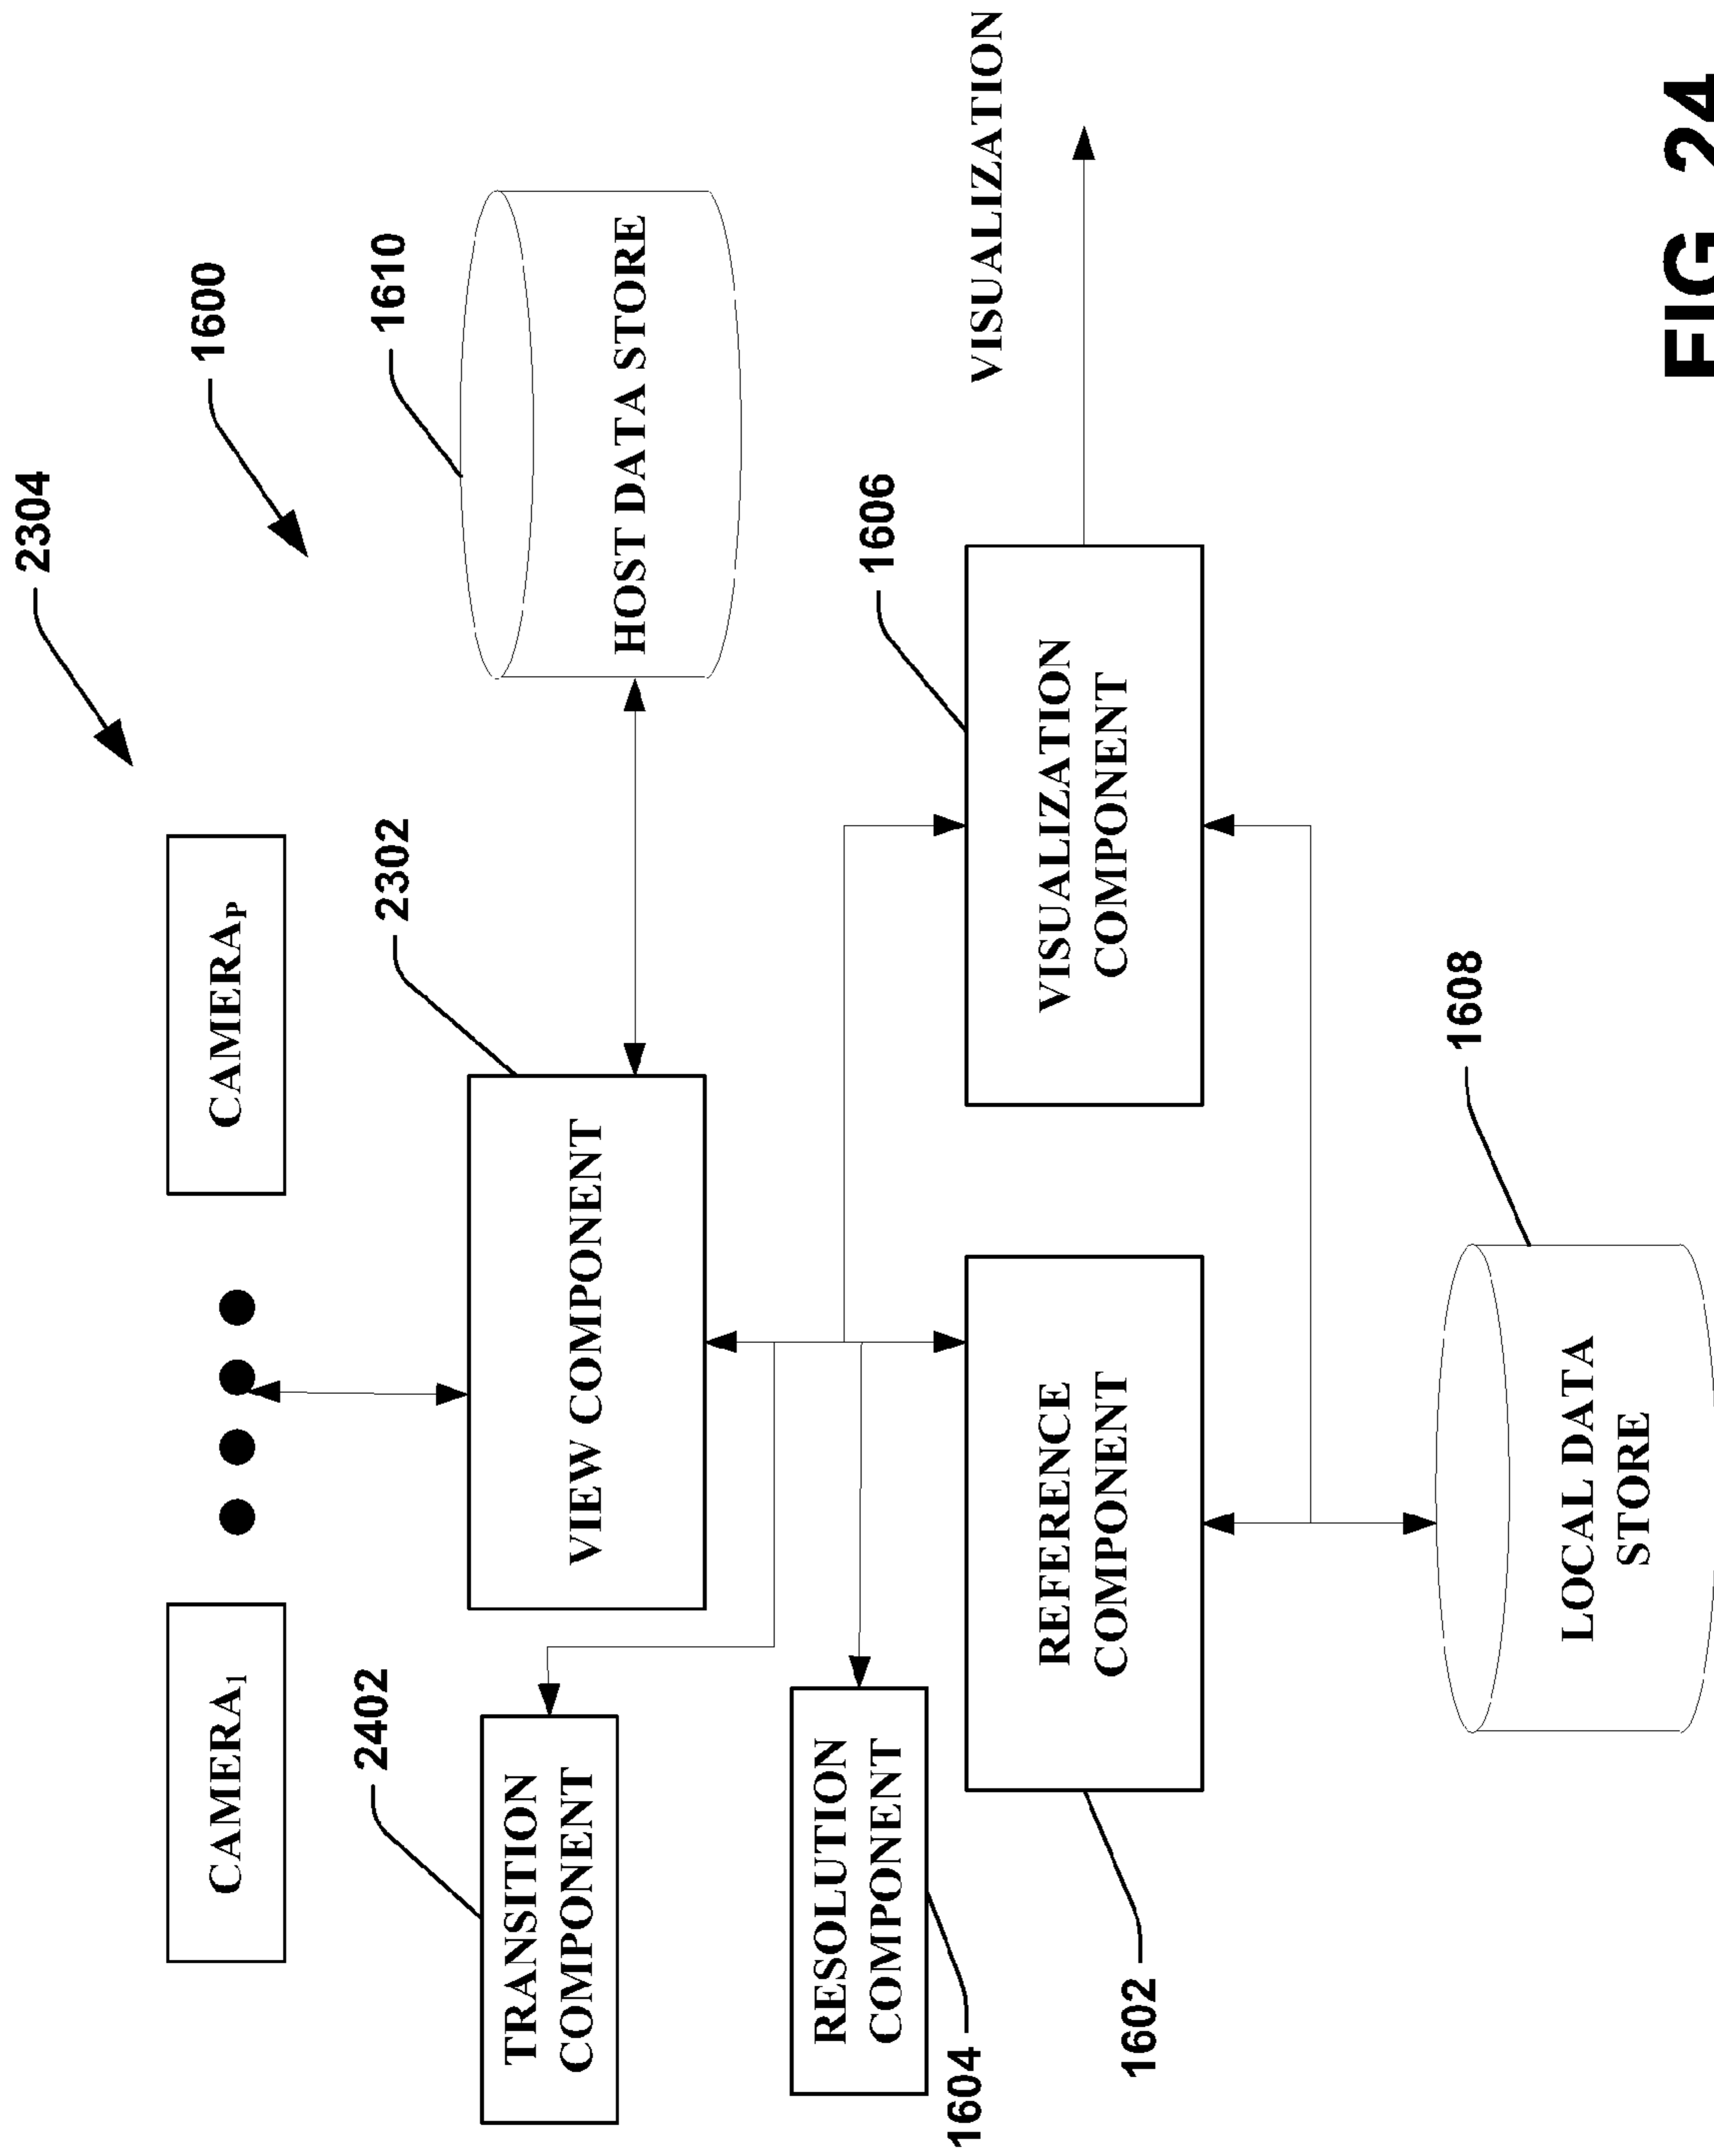 2304
1600
CAMERA1
CAMERAP
2402
2302
1610
TRANSITION
COMPONENT
VIEW COMPONENT
HOST DATA STORE
RESOLUTION
COMPONENT
1604
1606
VISUALIZATION
REFERENCE
COMPONENT
VISUALIZATION
COMPONENT
1602
1608
LOCAL DATA
STORE
FIG. 24